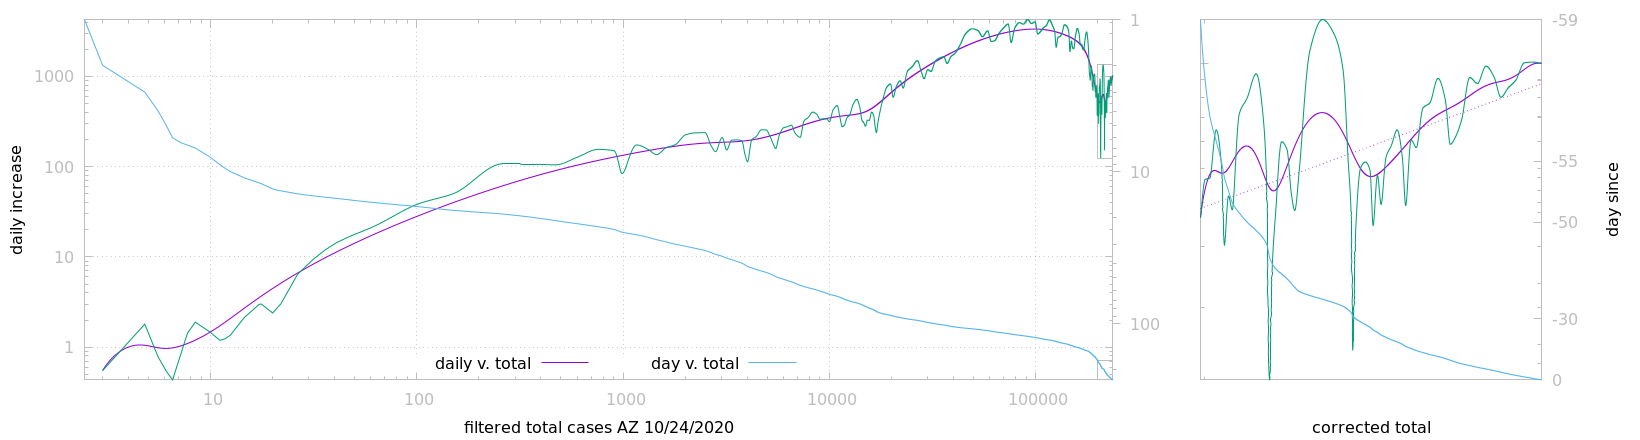 daily increase
1000
100
10
1
10
100
1000
10000
100000
daily v. total
day v. total
filtered total cases AZ 10/24/2020
1
10
100
-59
-55
-50
-30
0
day since
corrected total